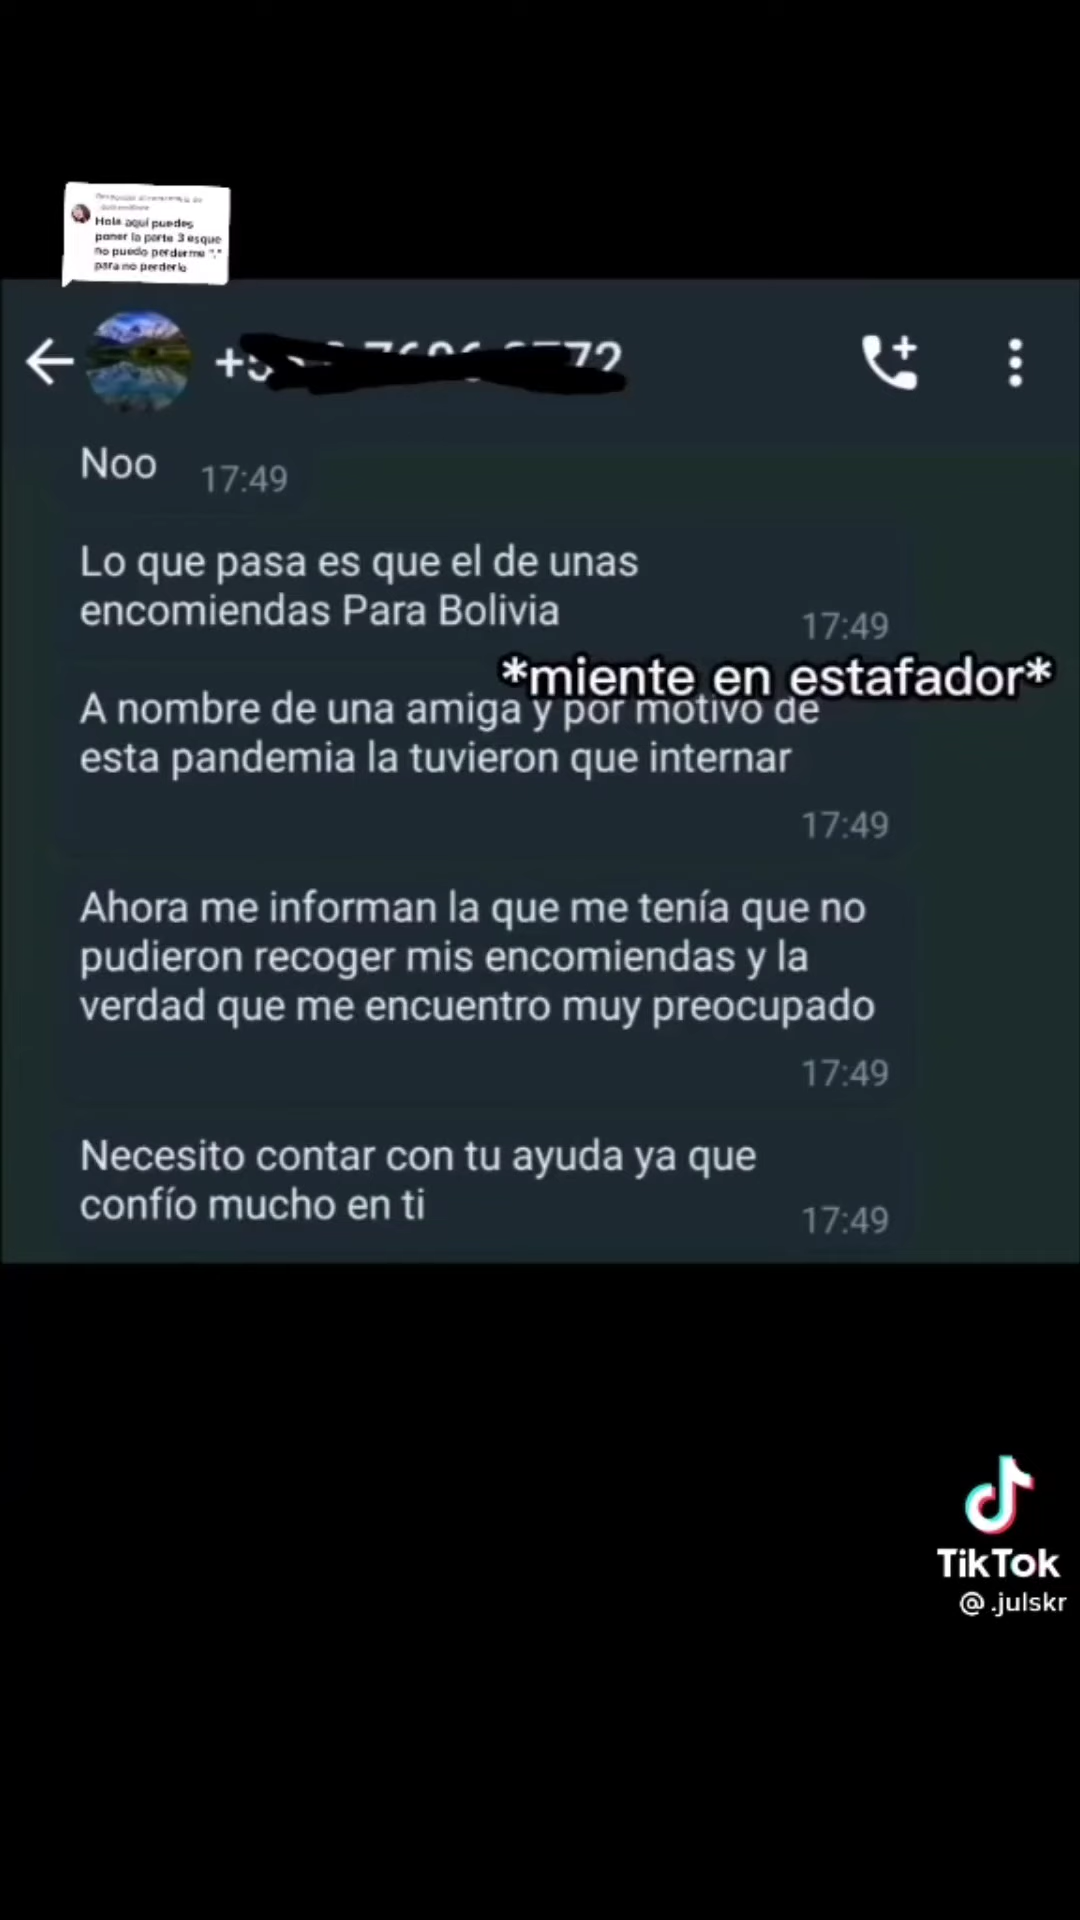 Hola aquí puedes
poner la parte 3 esque
no puedo perderme "."
para no perderlo
Noo 17:49
Lo que pasa es que el de unas
encomiendas Para Bolivia 17:49
*miente en estafador*
A nombre de una amiga y por motivo de
esta pandemia la tuvieron que internar
17:49
Ahora me informan la que me tenía que no
pudieron recoger mis encomiendas y la
verdad que me encuentro muy preocupado
17:49
Necesito contar con tu ayuda ya que
confío mucho en ti 17:49
TikTok
@.julskr